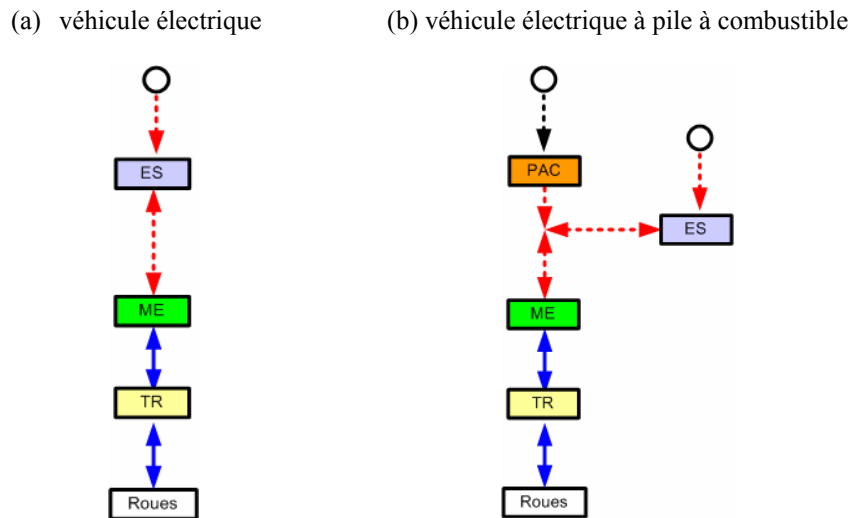 (a) véhicule électrique
(b) véhicule électrique à pile à combustible
ES
ME
TR
Roues
PAC
ES
ME
TR
Roues